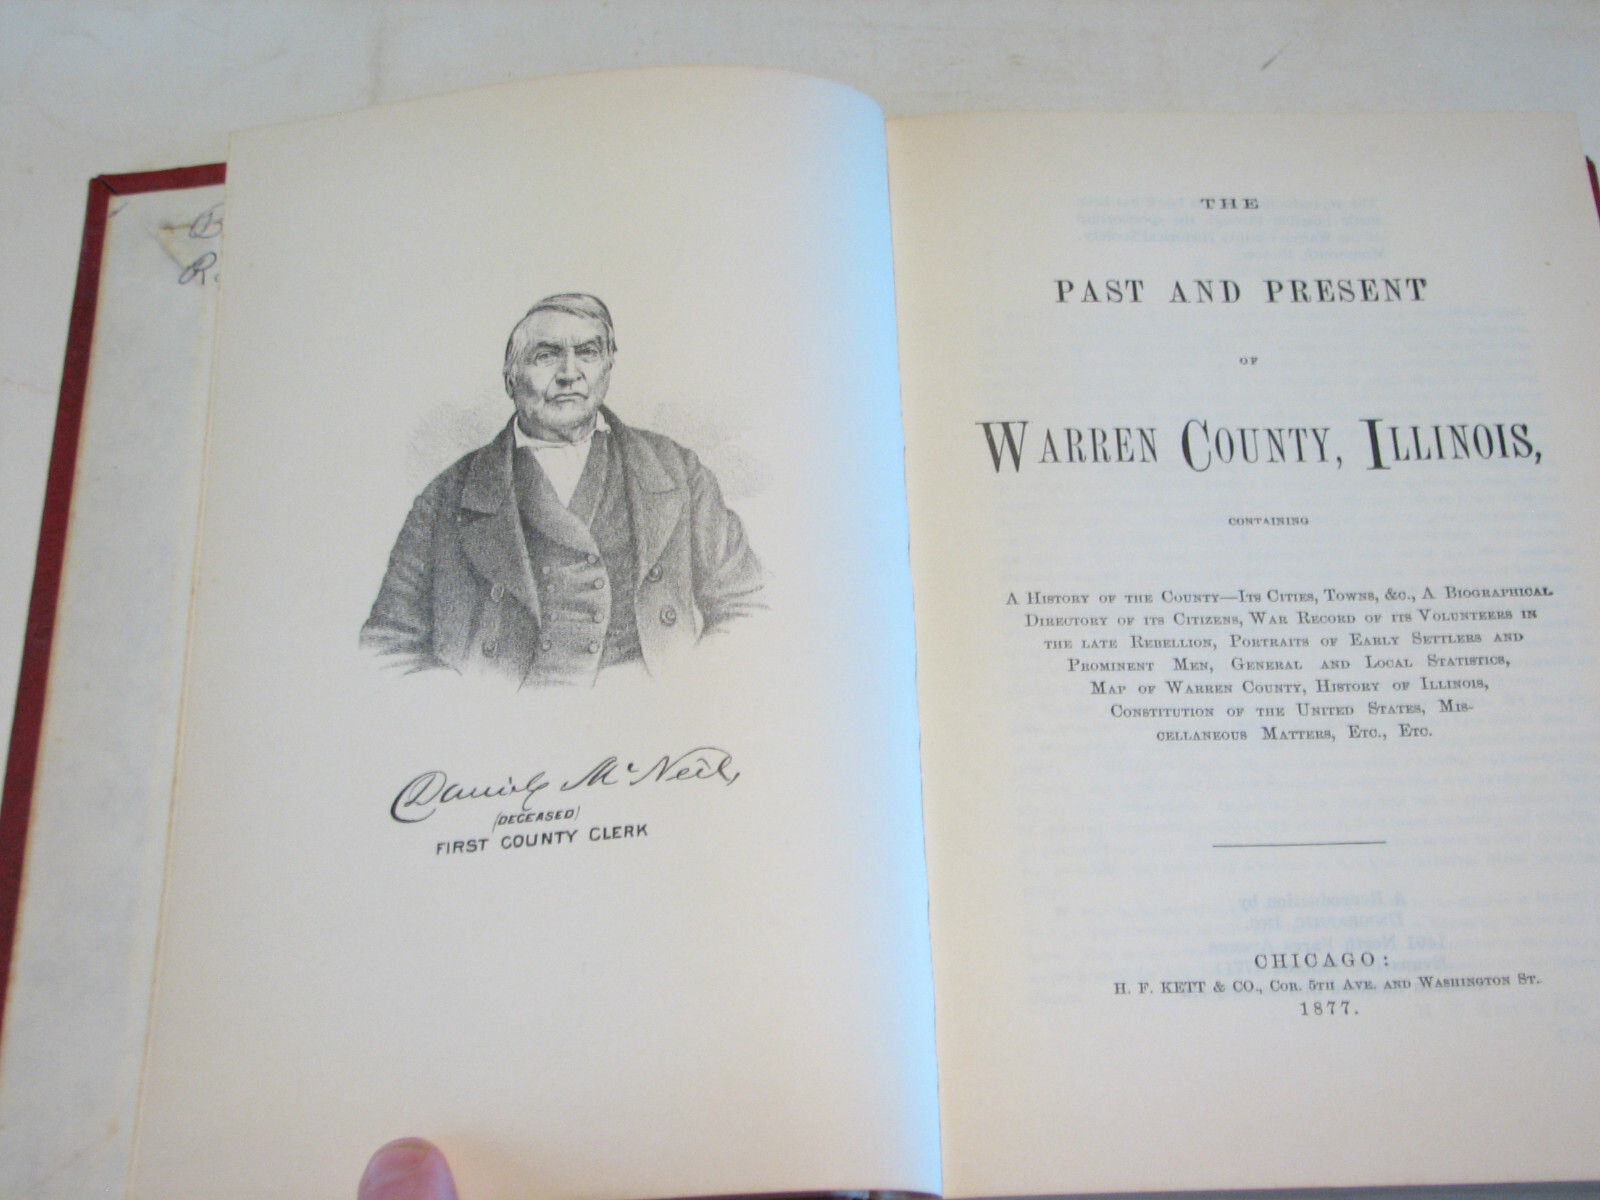 Daniel McNeil,
(DECEASED)
FIRST COUNTY CLERK
THE
PAST AND PRESENT
OF
WARREN COUNTY, ILLINOIS,
CONTAINING
A HISTORY OF THE COUNTY—ITS CITIES, TOWNS, &C., A BIOGRAPHICAL
DIRECTORY OF ITS CITIZENS, WAR RECORD OF ITS VOLUNTEERS IN
THE LATE REBELLION, PORTRAITS OF EARLY SETTLERS AND
PROMINENT MEN, GENERAL AND LOCAL STATISTICS,
MAP OF WARREN COUNTY, HISTORY OF ILLINOIS,
CONSTITUTION OF THE UNITED STATES, MIS-
CELLANEOUS MATTERS, ETC., ETC.
CHICAGO:
H. F. KETT & CO., COR. 5TH AVE. AND WASHINGTON ST.
1877.